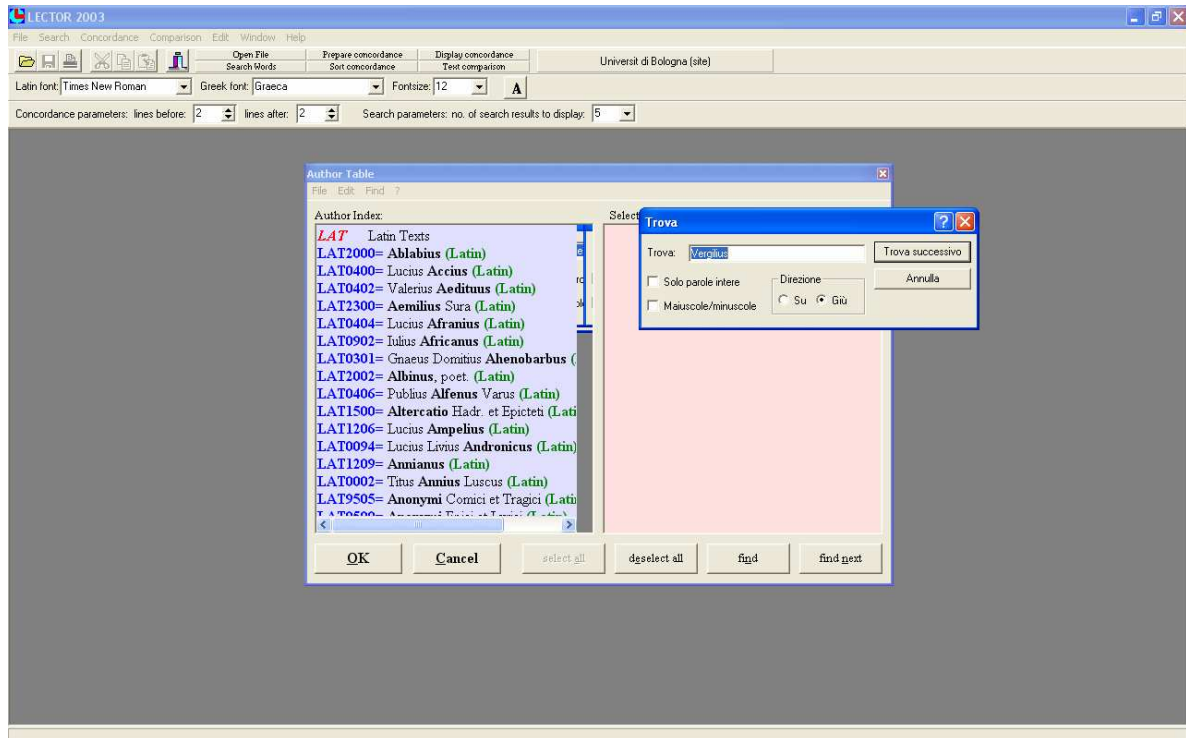 LECTOR 2003
File Search Concordance Comparison Edit Window Help
Open File Prepare concordance Display concordance
Search Words Sort concordance Text comparison
Universit di Bologna (site)
Latin font: Times New Roman Greek font: Graeca Fontsize: 12 A
Concordance parameters: lines before: 2 lines after: 2 Search parameters: no. of search results to display: 5
Author Table
File Edit Find ?
Author Index:
LAT Latin Texts
LAT2000= Ablabius (Latin)
LAT0400= Lucius Accius (Latin)
LAT0402= Valerius Aedituus (Latin)
LAT2300= Aemilius Sura (Latin)
LAT0404= Lucius Afranius (Latin)
LAT0902= Iulius Africanus (Latin)
LAT0301= Gnaeus Domitius Ahenobarbus (
LAT2002= Albinus, poet. (Latin)
LAT0406= Publius Alfenus Varus (Latin)
LAT1500= Altercatio Hadr. et Epicteti (Lati
LAT1206= Lucius Ampelius (Latin)
LAT0094= Lucius Livius Andronicus (Latin)
LAT1209= Annianus (Latin)
LAT0002= Titus Annius Luscus (Latin)
LAT9505= Anonymi Comici et Tragici (Latin
Select
Trova
Trova: Vergilius Trova successivo
Solo parole intere Direzione Annulla
Maiuscole/minuscole Su Giù
OK Cancel select all deselect all find find next